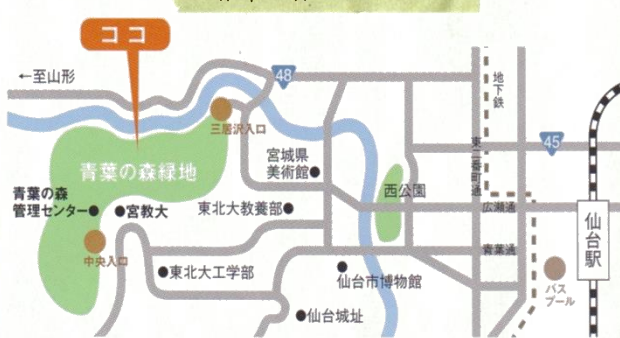 ココ
←至山形
48
地下鉄
三居沢入口
45
東二番町通
宮城県
美術館
青葉の森緑地
西公園
青葉の森
管理センター
宮教大
東北大教養部
広瀬通
仙台駅
中央入口
青葉通
東北大工学部
仙台市博物館
バス
プール
仙台城址